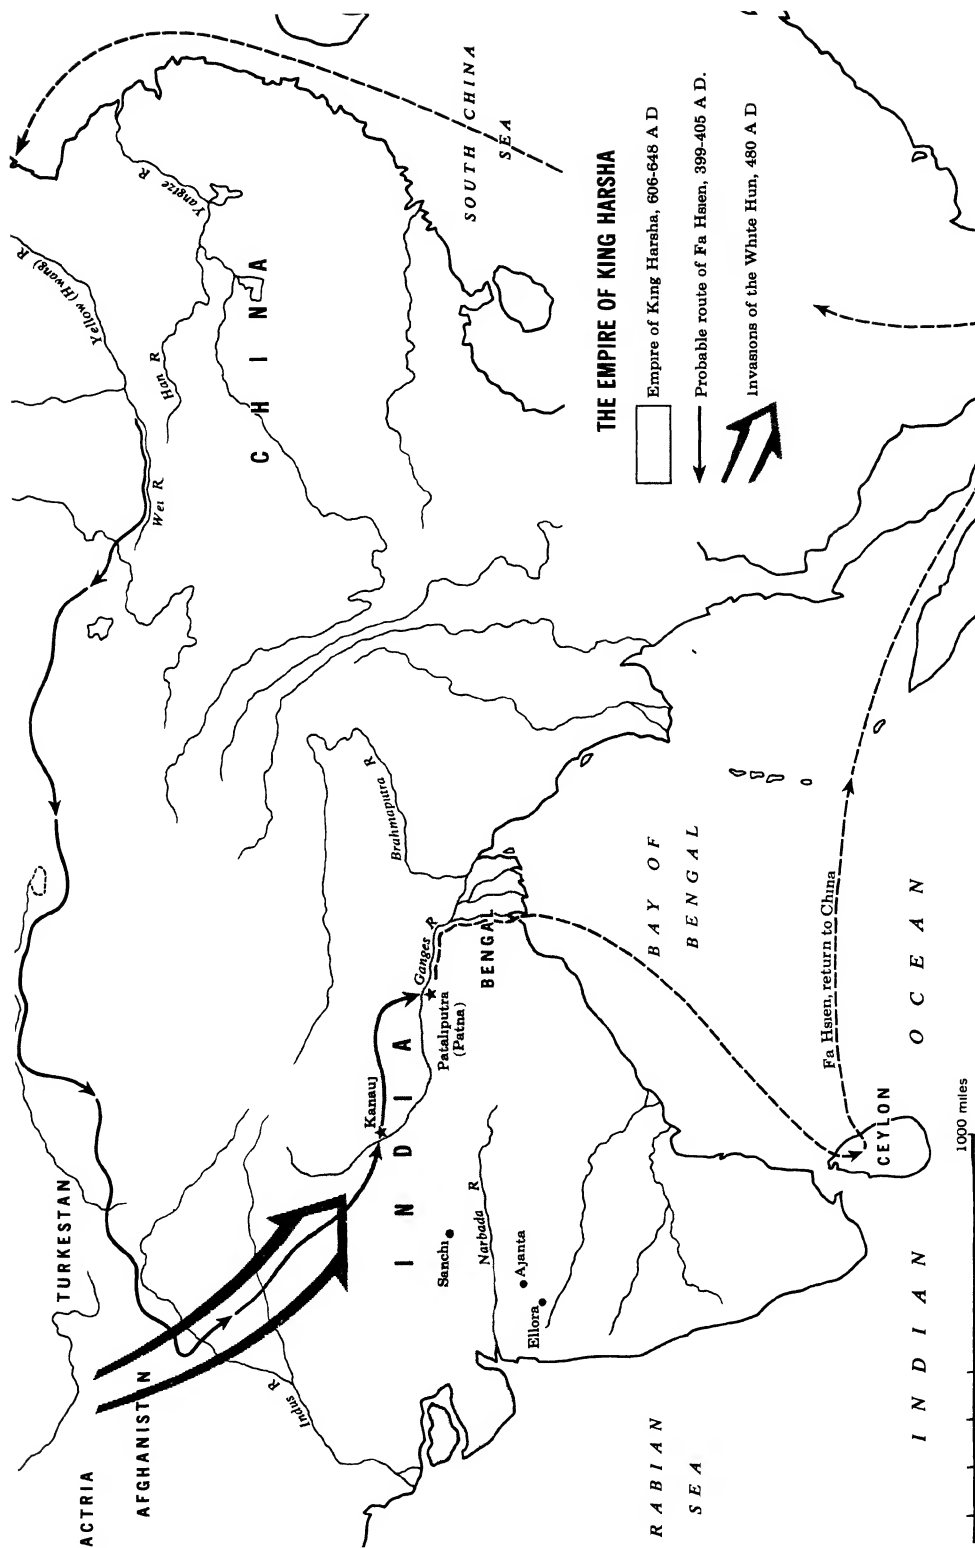 THE EMPIRE OF KING HARSHA
Empire of King Harsha, 606-648 A D
Probable route of Fa Hsien, 399-405 A D.
Invasions of the White Hun, 480 A D
ACTRIA
AFGHANISTAN
TURKESTAN
Indus R
I N D I A
Kanauj
Pataliputra
(Patna)
Ganges R
BENGAL
Brahmaputra R
Sanchi
Narbada R
Ajanta
Ellora
C H I N A
Wei R
Han R
Yellow (Hwang) R
Yangtze R
SOUTH CHINA
SEA
BAY OF
BENGAL
RABIAN
SEA
Fa Hsien, return to China
CEYLON
INDIAN OCEAN
1000 miles